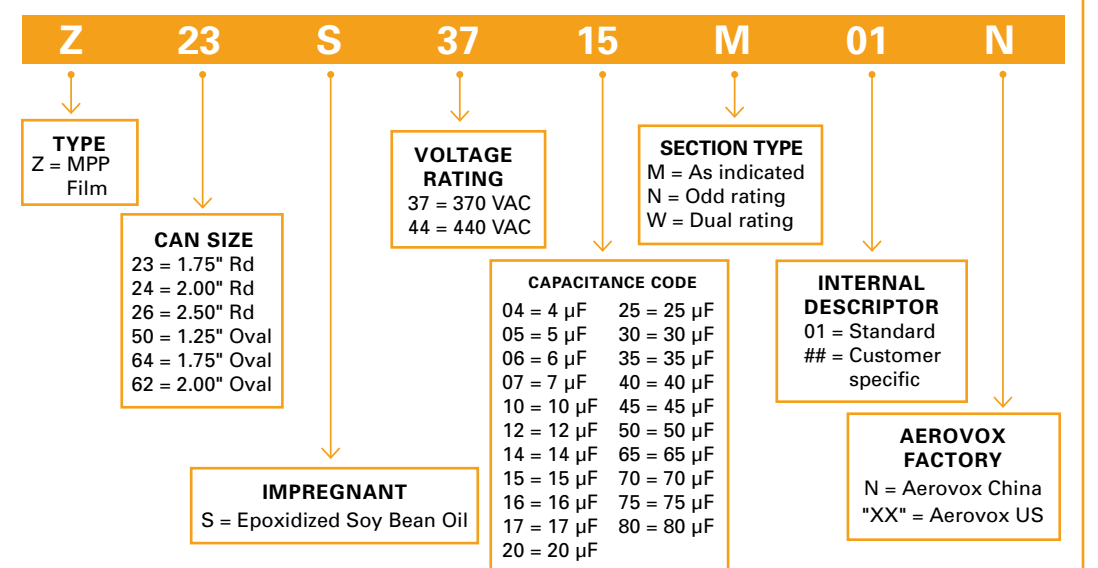 Z 23 S 37 15 M 01 N
TYPE
Z = MPP
Film
CAN SIZE
23 = 1.75" Rd
24 = 2.00" Rd
26 = 2.50" Rd
50 = 1.25" Oval
64 = 1.75" Oval
62 = 2.00" Oval
IMPREGNANT
S = Epoxidized Soy Bean Oil
VOLTAGE
RATING
37 = 370 VAC
44 = 440 VAC
CAPACITANCE CODE
04 = 4 µF
05 = 5 µF
06 = 6 µF
07 = 7 µF
10 = 10 µF
12 = 12 µF
14 = 14 µF
15 = 15 µF
16 = 16 µF
17 = 17 µF
20 = 20 µF
25 = 25 µF
30 = 30 µF
35 = 35 µF
40 = 40 µF
45 = 45 µF
50 = 50 µF
65 = 65 µF
70 = 70 µF
75 = 75 µF
80 = 80 µF
SECTION TYPE
M = As indicated
N = Odd rating
W = Dual rating
INTERNAL
DESCRIPTOR
01 = Standard
## = Customer
specific
AEROVOX
FACTORY
N = Aerovox China
"XX" = Aerovox US